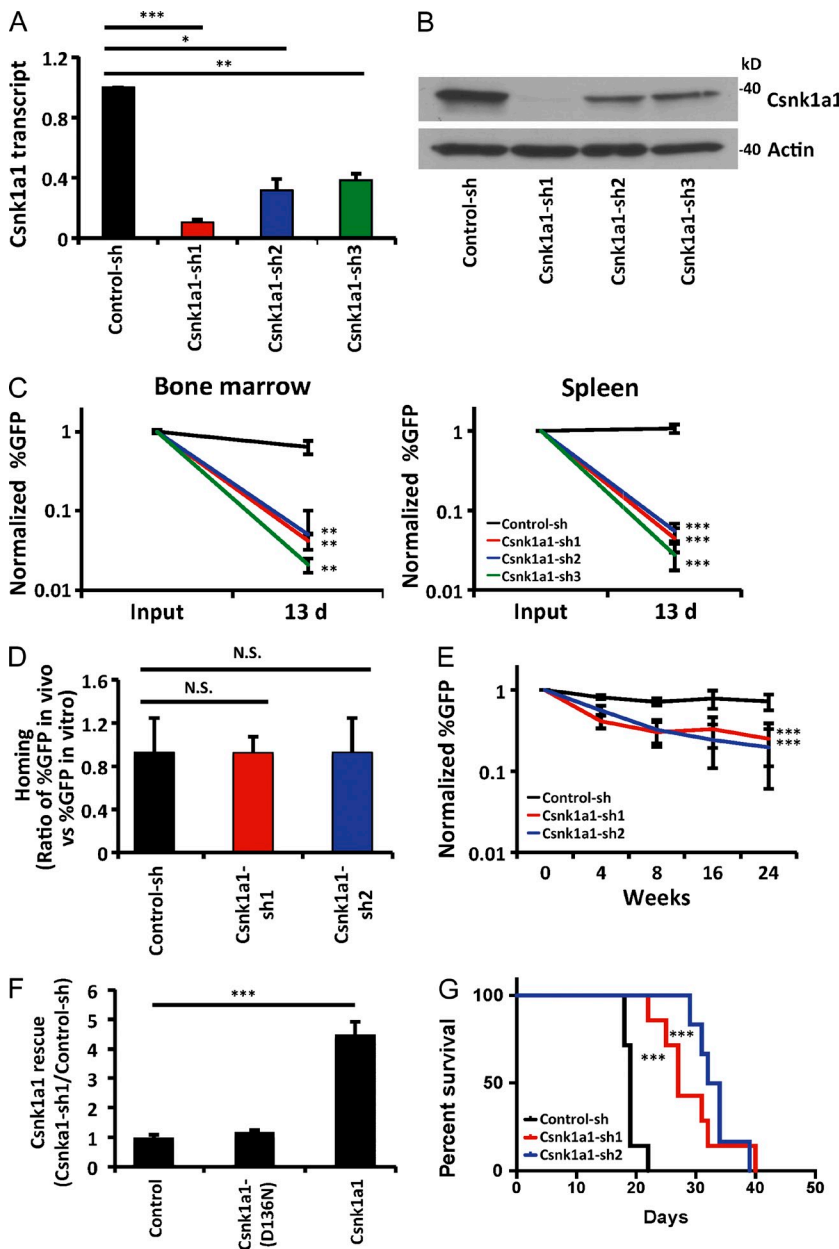 A
***
*
**
1.2
0.8
0.4
0
Csnk1a1 transcript
Control-sh
Csnk1a1-sh1
Csnk1a1-sh2
Csnk1a1-sh3
B
kD
-40
Csnk1a1
-40
Actin
Control-sh
Csnk1a1-sh1
Csnk1a1-sh2
Csnk1a1-sh3
C
Bone marrow
Normalized %GFP
1
0.1
0.01
**
**
**
Input
13 d
Spleen
Normalized %GFP
1
0.1
0.01
Control-sh
Csnk1a1-sh1
Csnk1a1-sh2
Csnk1a1-sh3
***
***
***
Input
13 d
D
N.S.
N.S.
Homing
(Ratio of %GFP in vivo
vs %GFP in vitro)
1.6
1.2
0.8
0.4
0
Control-sh
Csnk1a1-
sh1
Csnk1a1-
sh2
E
Normalized %GFP
1
0.1
0.01
***
***
Control-sh
Csnk1a1-sh1
Csnk1a1-sh2
0
4
8
16
24
Weeks
F
***
Csnk1a1 rescue
(Csnka1-sh1/Control-sh)
6
5
4
3
2
1
0
Control
Csnk1a1-
(D136N)
Csnk1a1
G
Percent survival
100
50
0
***
***
Control-sh
Csnk1a1-sh1
Csnk1a1-sh2
0
10
20
30
40
50
Days